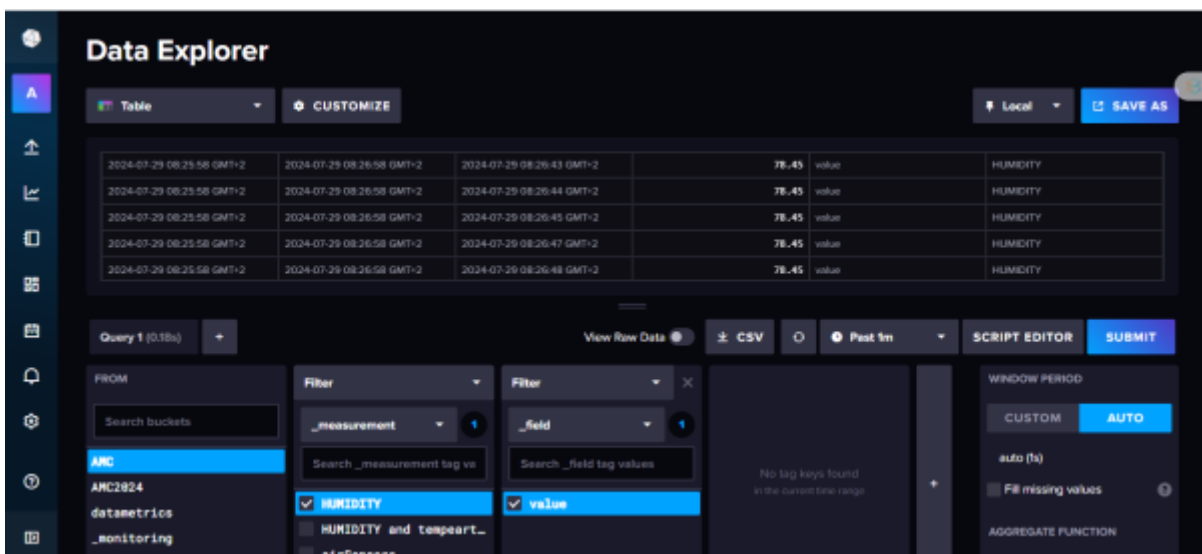 Data Explorer
A
Table
CUSTOMIZE
Local
SAVE AS
2024-07-29 08:25:58 GMT+2 2024-07-29 08:26:58 GMT+2 2024-07-29 08:26:43 GMT+2 78.45 value HUMIDITY
2024-07-29 08:25:58 GMT+2 2024-07-29 08:26:58 GMT+2 2024-07-29 08:26:44 GMT+2 78.45 value HUMIDITY
2024-07-29 08:25:58 GMT+2 2024-07-29 08:26:58 GMT+2 2024-07-29 08:26:45 GMT+2 78.45 value HUMIDITY
2024-07-29 08:25:58 GMT+2 2024-07-29 08:26:58 GMT+2 2024-07-29 08:26:47 GMT+2 78.45 value HUMIDITY
2024-07-29 08:25:58 GMT+2 2024-07-29 08:26:58 GMT+2 2024-07-29 08:26:48 GMT+2 78.45 value HUMIDITY
Query 1 (0.18s) +
View Raw Data
CSV
Past 1m
SCRIPT EDITOR
SUBMIT
FROM
Search buckets
AMC
AMC2024
datametrics
_monitoring
Filter
_measurement 1
Search _measurement tag va
HUMIDITY
HUMIDITY and tempeart_
Filter
_field 1
Search _field tag values
value
No tag keys found
in the current time range
+
WINDOW PERIOD
CUSTOM AUTO
auto (1s)
Fill missing values ?
AGGREGATE FUNCTION